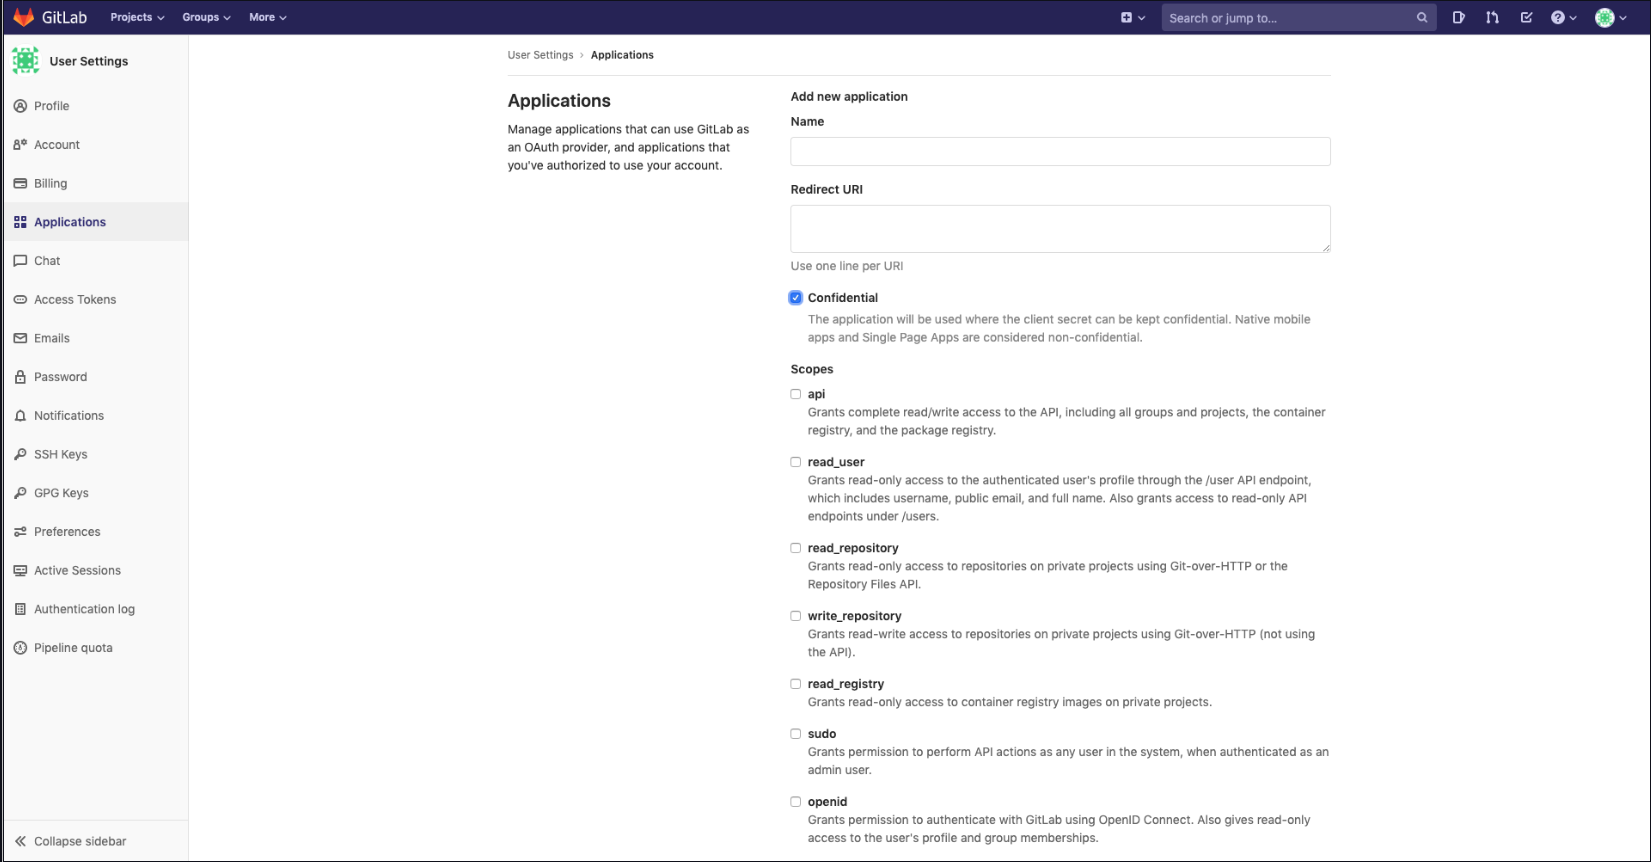 GitLab
Projects
Groups
More
Search or jump to...
User Settings
Profile
Account
Billing
Applications
Chat
Access Tokens
Emails
Password
Notifications
SSH Keys
GPG Keys
Preferences
Active Sessions
Authentication log
Pipeline quota
Collapse sidebar
User Settings › Applications
Applications
Manage applications that can use GitLab as
an OAuth provider, and applications that
you've authorized to use your account.
Add new application
Name
Redirect URI
Use one line per URI
Confidential
The application will be used where the client secret can be kept confidential. Native mobile
apps and Single Page Apps are considered non-confidential.
Scopes
api
Grants complete read/write access to the API, including all groups and projects, the container
registry, and the package registry.
read_user
Grants read-only access to the authenticated user's profile through the /user API endpoint,
which includes username, public email, and full name. Also grants access to read-only API
endpoints under /users.
read_repository
Grants read-only access to repositories on private projects using Git-over-HTTP or the
Repository Files API.
write_repository
Grants read-write access to repositories on private projects using Git-over-HTTP (not using
the API).
read_registry
Grants read-only access to container registry images on private projects.
sudo
Grants permission to perform API actions as any user in the system, when authenticated as an
admin user.
openid
Grants permission to authenticate with GitLab using OpenID Connect. Also gives read-only
access to the user's profile and group memberships.